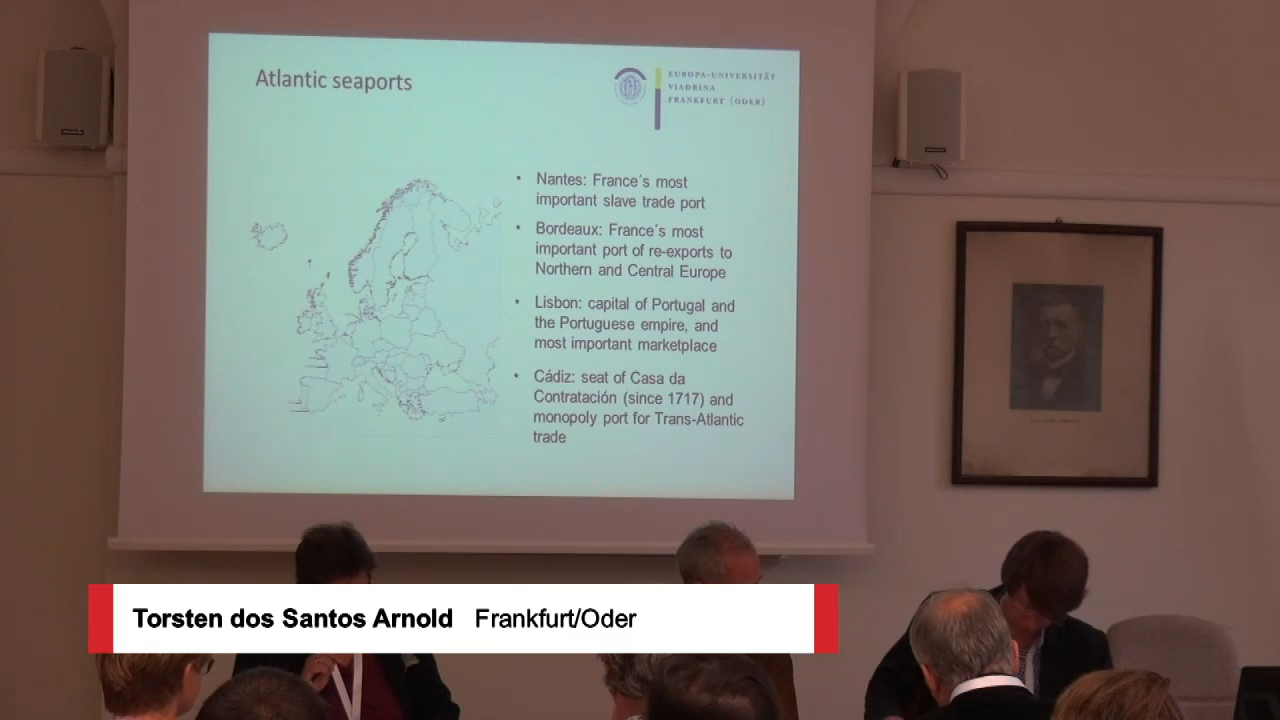 Atlantic seaports
EUROPA-UNIVERSITÄT
VIADRINA
FRANKFURT (ODER)
• Nantes: France´s most
important slave trade port
• Bordeaux: France´s most
important port of re-exports to
Northern and Central Europe
• Lisbon: capital of Portugal and
the Portuguese empire, and
most important marketplace
• Cádiz: seat of Casa da
Contratación (since 1717) and
monopoly port for Trans-Atlantic
trade
Torsten dos Santos Arnold Frankfurt/Oder